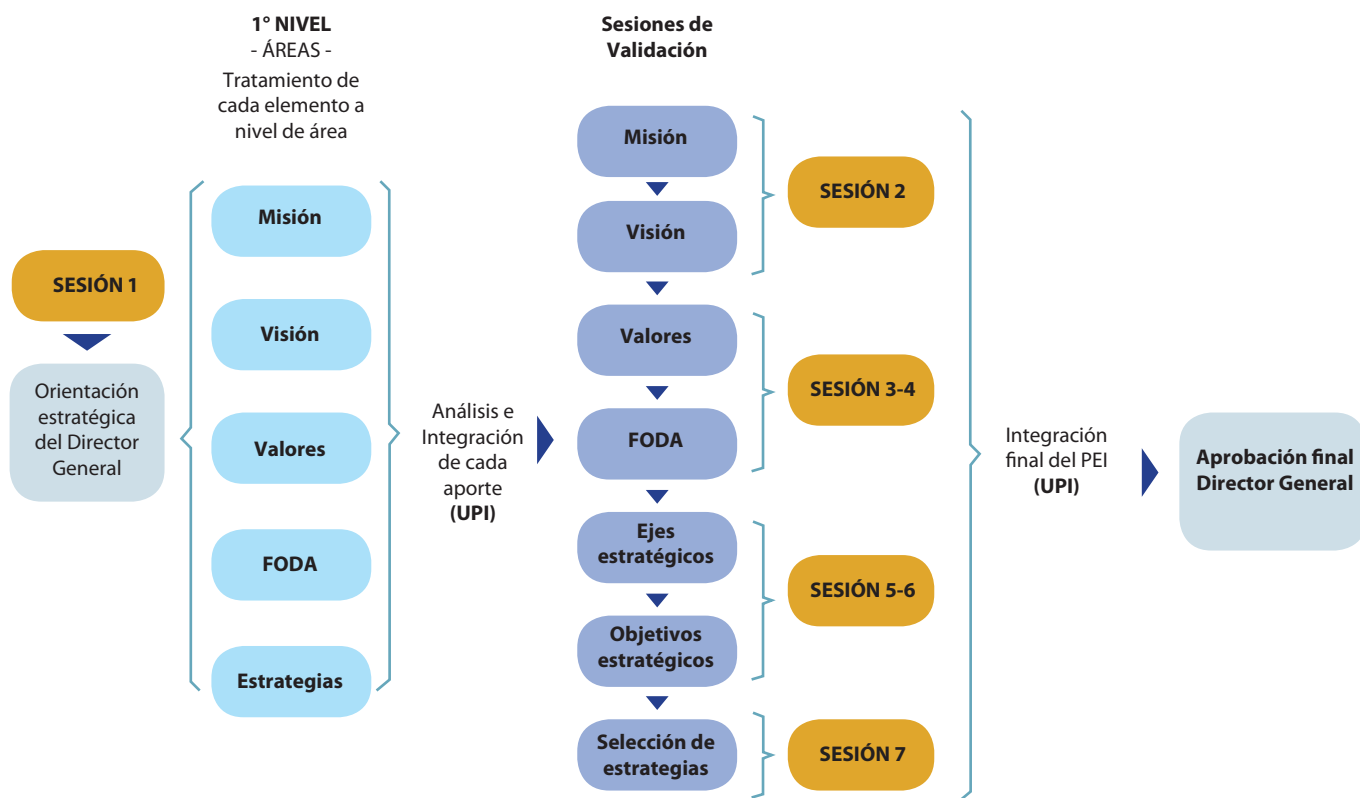 1° NIVEL
- ÁREAS -
Tratamiento de
cada elemento a
nivel de área
Sesiones de
Validación
SESIÓN 1
Orientación
estratégica
del Director
General
Misión
Visión
Valores
FODA
Estrategias
Análisis e
Integración
de cada
aporte
(UPI)
Misión
Visión
Valores
FODA
Ejes
estratégicos
Objetivos
estratégicos
Selección de
estrategias
SESIÓN 2
SESIÓN 3-4
SESIÓN 5-6
SESIÓN 7
Integración
final del PEI
(UPI)
Aprobación final
Director General